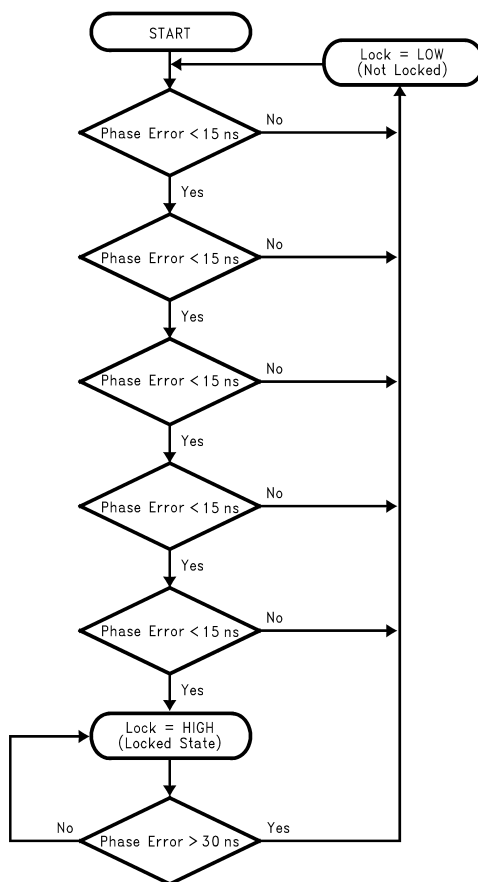 START
Lock = LOW
(Not Locked)
Phase Error < 15 ns
No
Yes
Phase Error < 15 ns
No
Yes
Phase Error < 15 ns
No
Yes
Phase Error < 15 ns
No
Yes
Phase Error < 15 ns
No
Yes
Lock = HIGH
(Locked State)
No
Phase Error > 30 ns
Yes